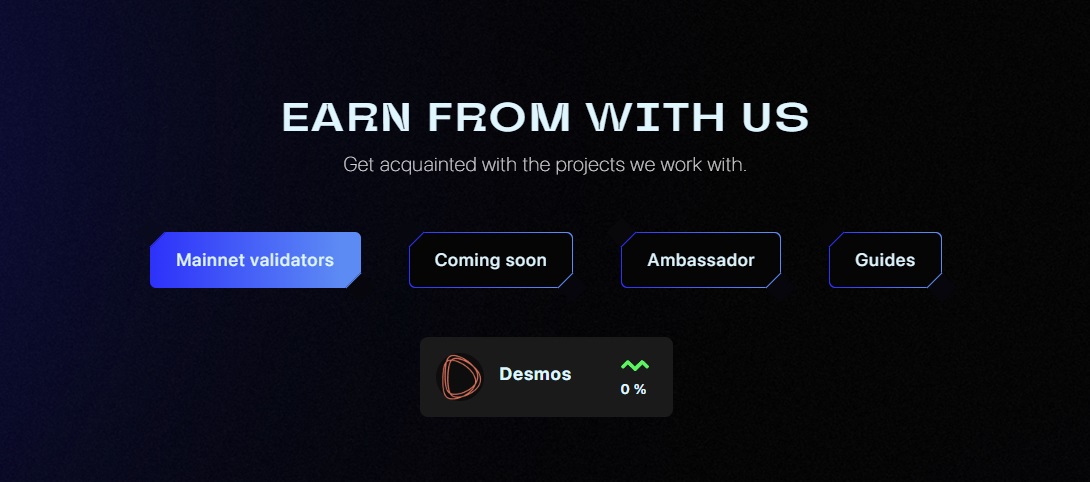 EARN FROM WITH US
Get acquainted with the projects we work with.
Mainnet validators
Coming soon
Ambassador
Guides
Desmos
0 %